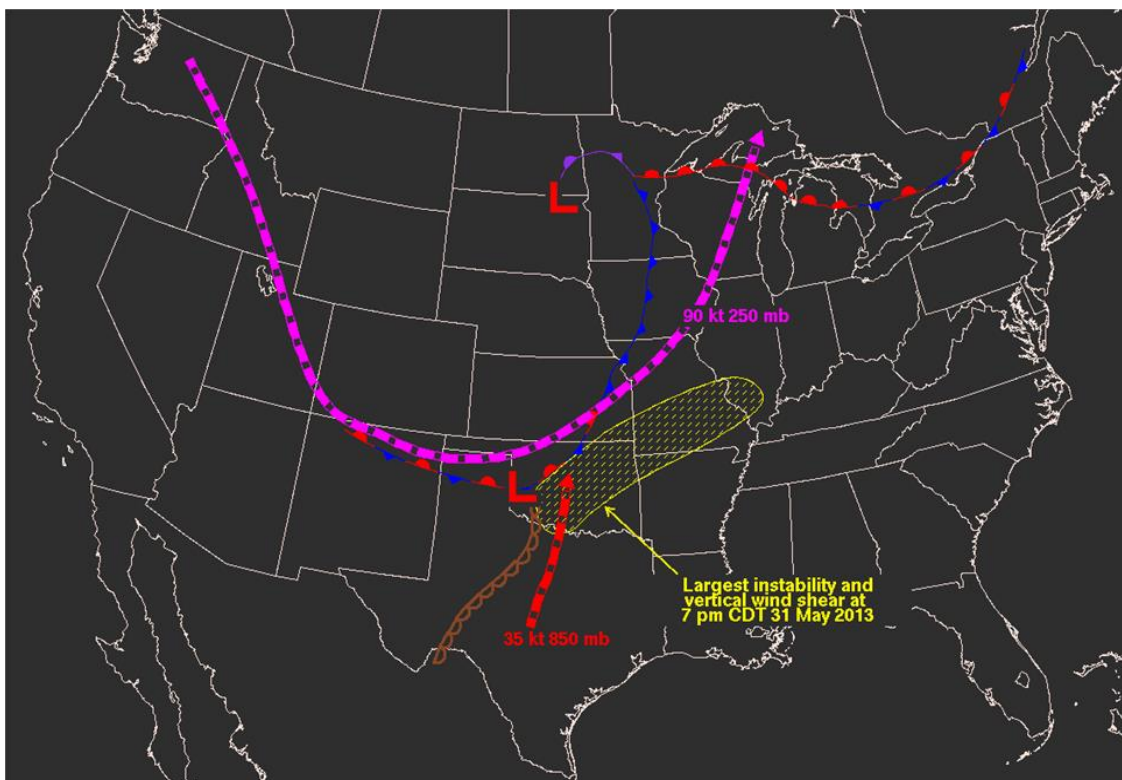 L
90 kt 250 mb
L
Largest instability and
vertical wind shear at
7 pm CDT 31 May 2013
35 kt 850 mb